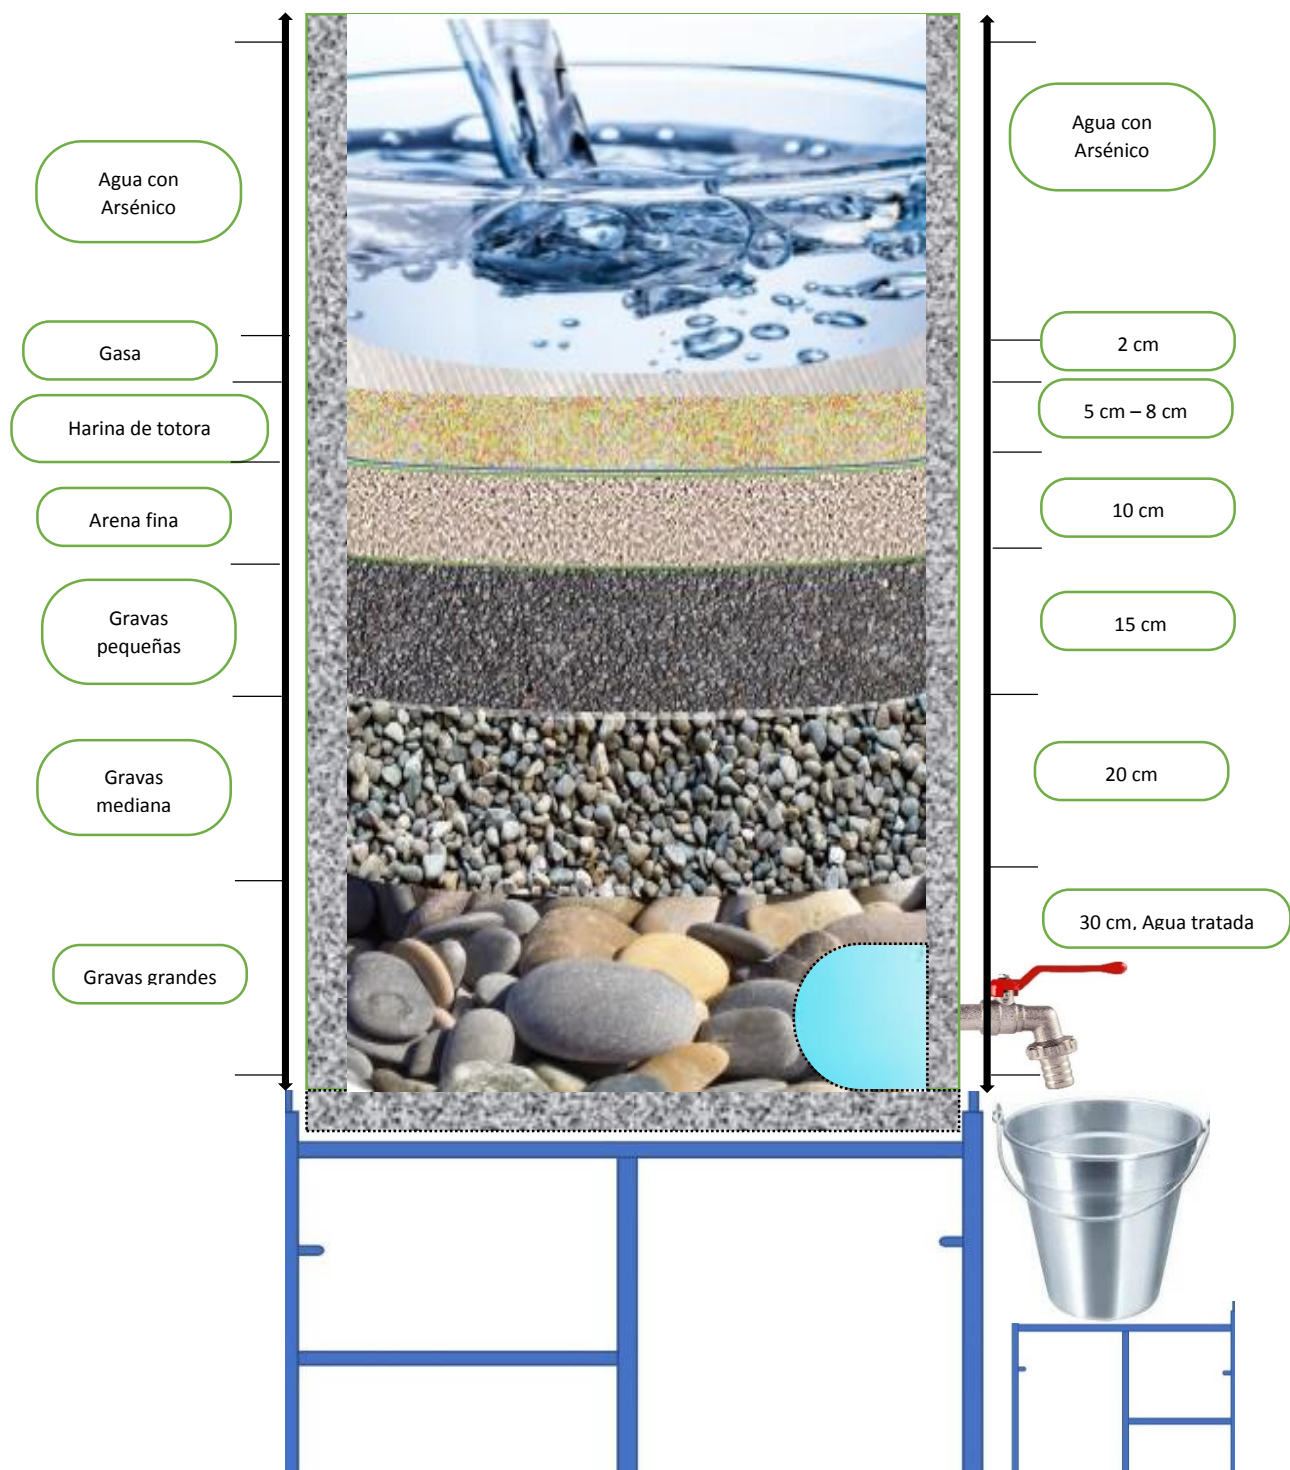 Agua con
Arsénico
Gasa
Harina de totora
Arena fina
Gravas
pequeñas
Gravas
mediana
Gravas grandes
Agua con
Arsénico
2 cm
5 cm – 8 cm
10 cm
15 cm
20 cm
30 cm, Agua tratada